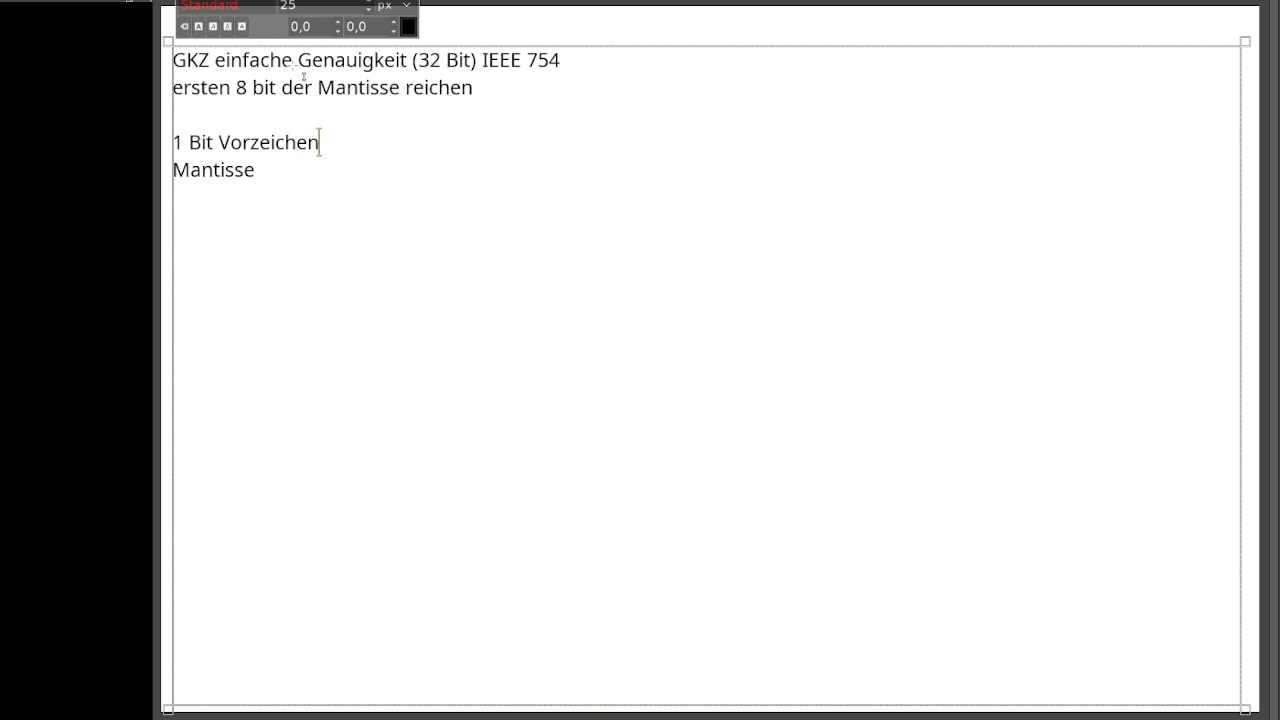 Standard 25 px
0,0 0,0
GKZ einfache Genauigkeit (32 Bit) IEEE 754
ersten 8 bit der Mantisse reichen
1 Bit Vorzeichen
Mantisse